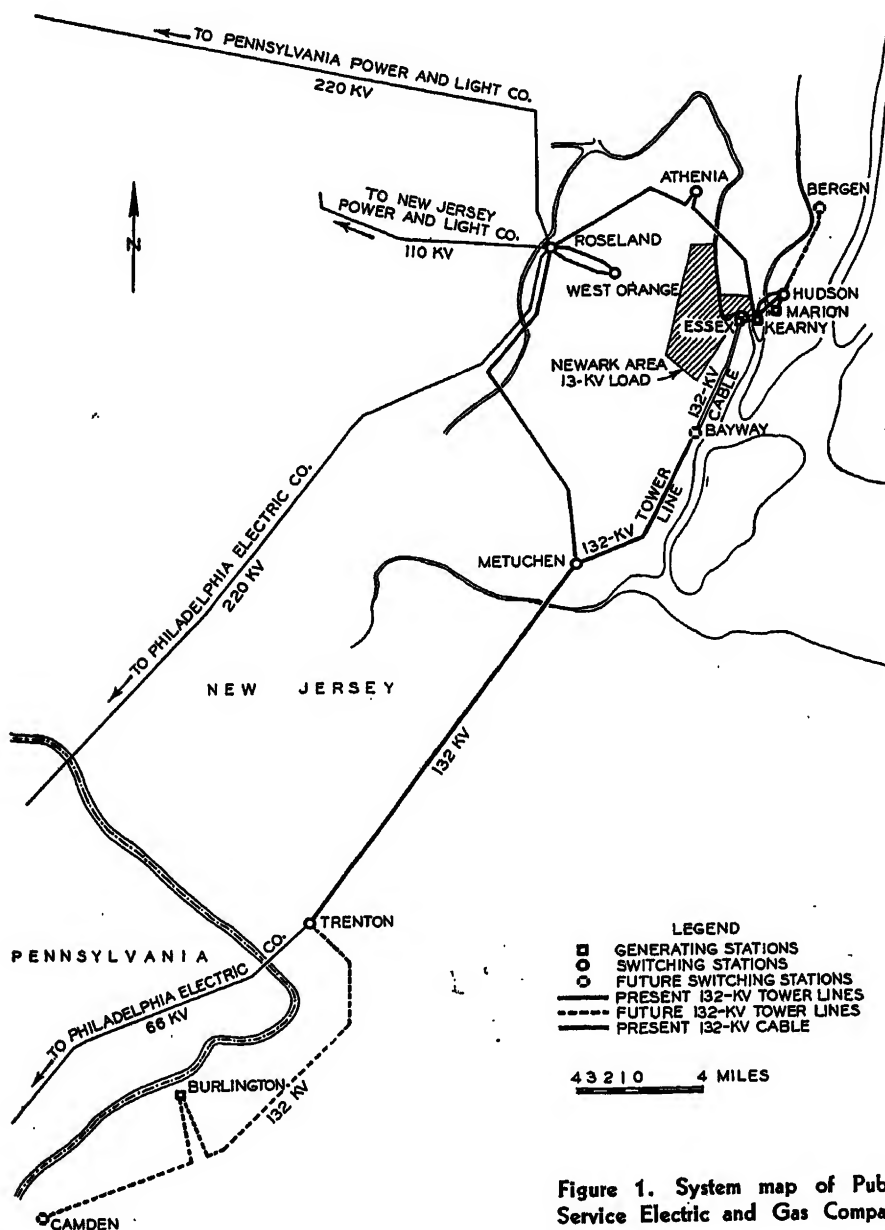 TO PENNSYLVANIA POWER AND LIGHT CO.
220 KV
N
TO NEW JERSEY
POWER AND LIGHT CO.
110 KV
ATHENIA
BERGEN
ROSELAND
WEST ORANGE
HUDSON
MARION
ESSEX
KEARNY
NEWARK AREA
13-KV LOAD
132-KV
CABLE
BAYWAY
132-KV TOWER
LINE
METUCHEN
TO PHILADELPHIA ELECTRIC CO.
220 KV
NEW JERSEY
132 KV
TRENTON
PENNSYLVANIA
TO PHILADELPHIA ELECTRIC CO.
66 KV
BURLINGTON
132 KV
CAMDEN
LEGEND
GENERATING STATIONS
SWITCHING STATIONS
FUTURE SWITCHING STATIONS
PRESENT 132-KV TOWER LINES
FUTURE 132-KV TOWER LINES
PRESENT 132-KV CABLE
4 3 2 1 0 4 MILES
Figure 1. System map of Pub
Service Electric and Gas Compa